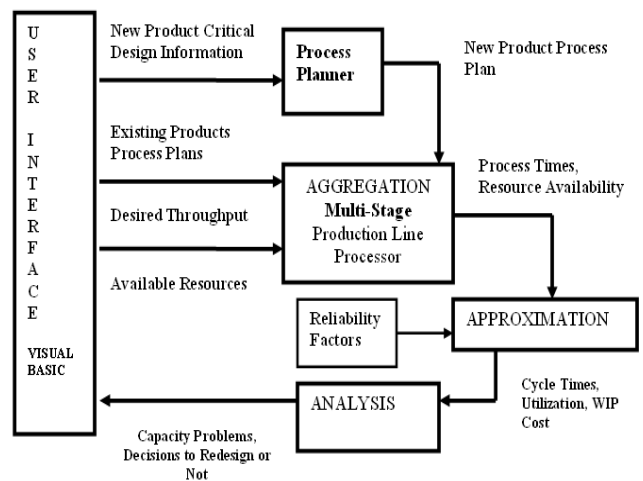 USER INTERFACE
VISUAL
BASIC
New Product Critical
Design Information
Process
Planner
New Product Process
Plan
Existing Products
Process Plans
Desired Throughput
Available Resources
AGGREGATION
Multi-Stage
Production Line
Processor
Process Times,
Resource Availability
Reliability
Factors
APPROXIMATION
Cycle Times,
Utilization, WIP
Cost
ANALYSIS
Capacity Problems,
Decisions to Redesign or
Not